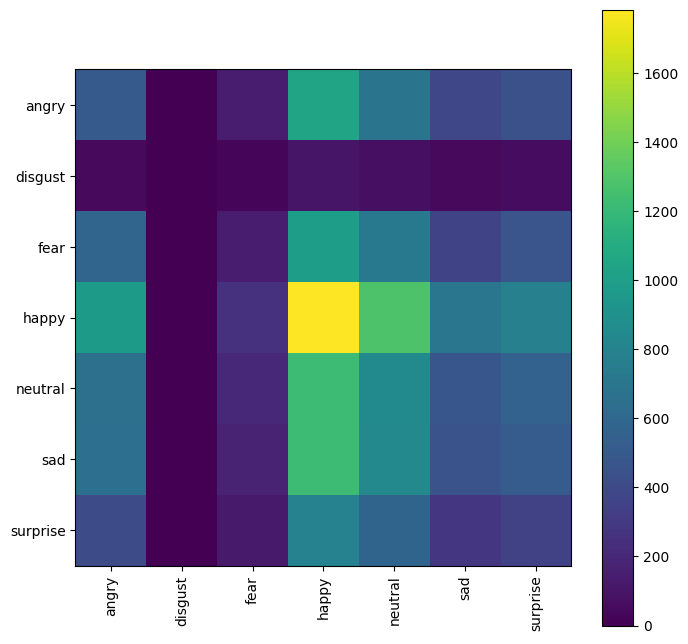 angry
disgust
fear
happy
neutral
sad
surprise
angry
disgust
fear
happy
neutral
sad
surprise
1600
1400
1200
1000
800
600
400
200
0